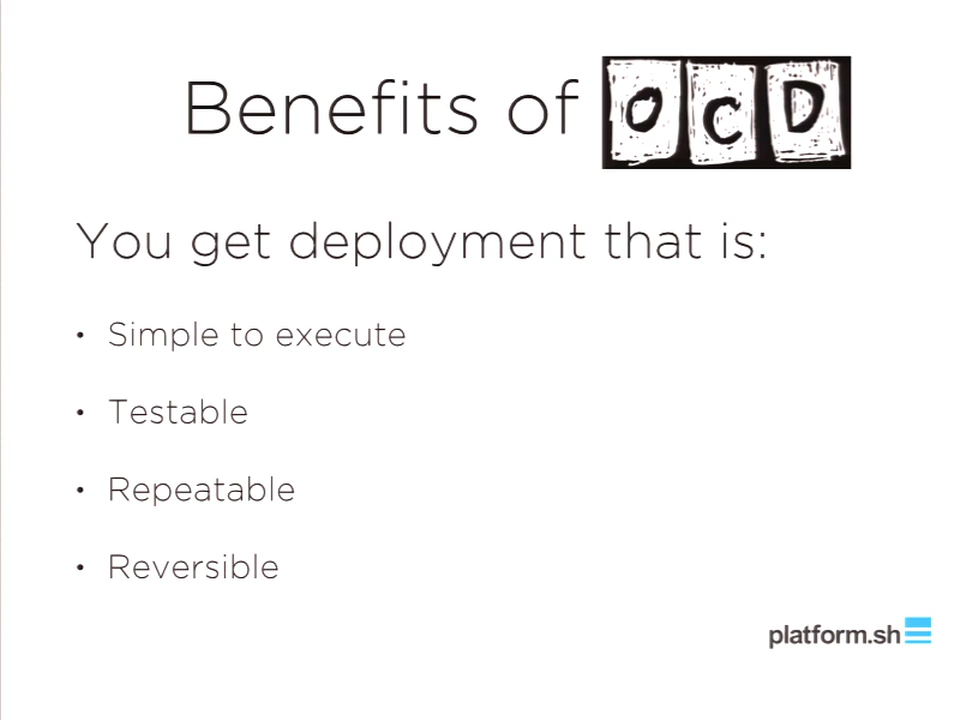 Benefits of OCD
You get deployment that is:
• Simple to execute
• Testable
• Repeatable
• Reversible
platform.sh